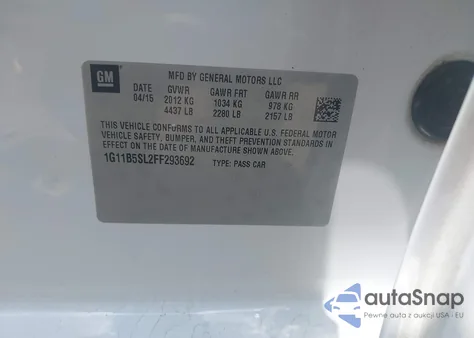 GM
MFD BY GENERAL MOTORS LLC
DATE GVWR GAWR FRT GAWR RR
04/15 2012 KG 1034 KG 978 KG
4437 LB 2280 LB 2157 LB
THIS VEHICLE CONFORMS TO ALL APPLICABLE U.S. FEDERAL MOTOR
VEHICLE SAFETY, BUMPER, AND THEFT PREVENTION STANDARDS
IN EFFECT ON THE DATE OF MANUFACTURE SHOWN ABOVE.
1G11B5SL2FF293692 TYPE: PASS CAR
autoSnap
Pewne auta z aukcji USA - EU